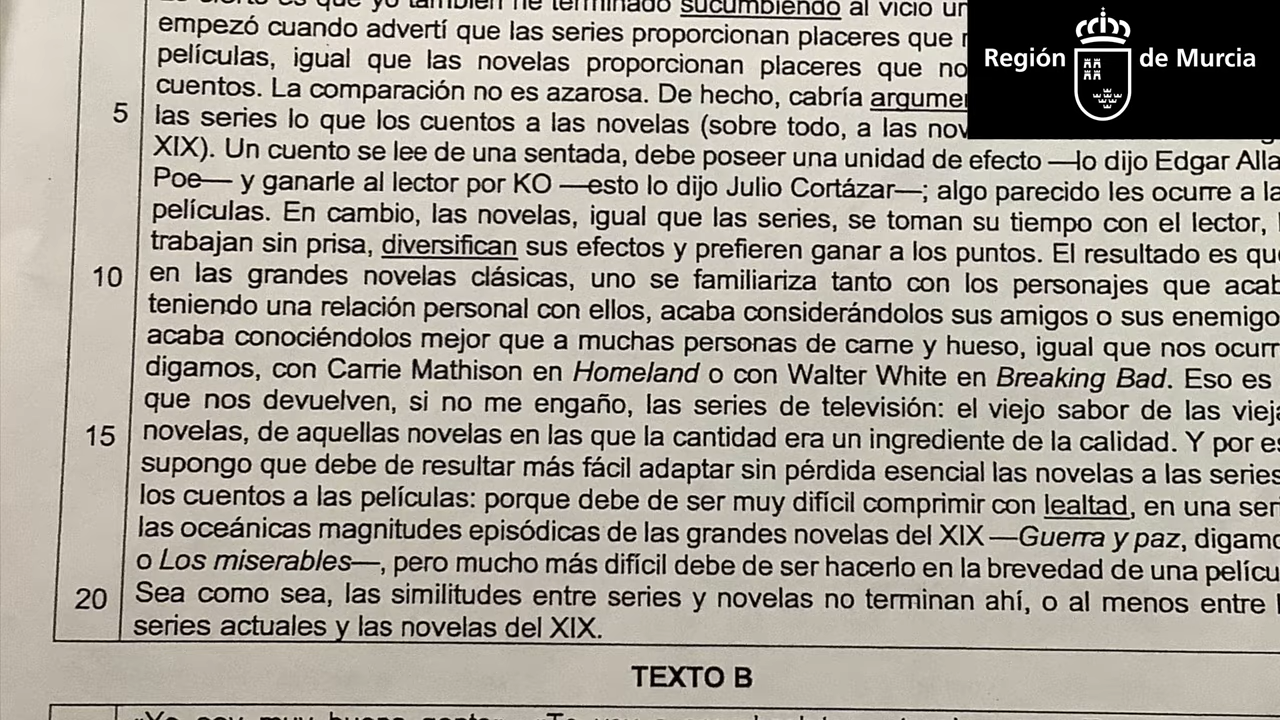 que yo también he terminado sucumbiendo al vicio
empezó cuando advertí que las series proporcionan placeres que
películas, igual que las novelas proporcionan placeres que no
cuentos. La comparación no es azarosa. De hecho, cabría
5 las series lo que los cuentos a las novelas (sobre todo, a las
XIX). Un cuento se lee de una sentada, debe poseer una unidad de efecto —lo dijo Edgar
Poe— y ganarle al lector por KO —esto lo dijo Julio Cortázar—; algo parecido les ocurre a
películas. En cambio, las novelas, igual que las series, se toman su tiempo con el lector,
trabajan sin prisa, diversifican sus efectos y prefieren ganar a los puntos. El resultado es
10 en las grandes novelas clásicas, uno se familiariza tanto con los personajes que
teniendo una relación personal con ellos, acaba considerándolos sus amigos o sus
acaba conociéndolos mejor que a muchas personas de carne y hueso, igual que nos
digamos, con Carrie Mathison en Homeland o con Walter White en Breaking Bad. Eso es
que nos devuelven, si no me engaño, las series de televisión: el viejo sabor de las
15 novelas, de aquellas novelas en las que la cantidad era un ingrediente de la calidad. Y por
supongo que debe de resultar más fácil adaptar sin pérdida esencial las novelas a las series
los cuentos a las películas: porque debe de ser muy difícil comprimir con lealtad, en una
las oceánicas magnitudes episódicas de las grandes novelas del XIX —Guerra y paz,
o Los miserables—, pero mucho más difícil debe de ser hacerlo en la brevedad de una
20 Sea como sea, las similitudes entre series y novelas no terminan ahí, o al menos entre
series actuales y las novelas del XIX.
TEXTO B
Región de Murcia